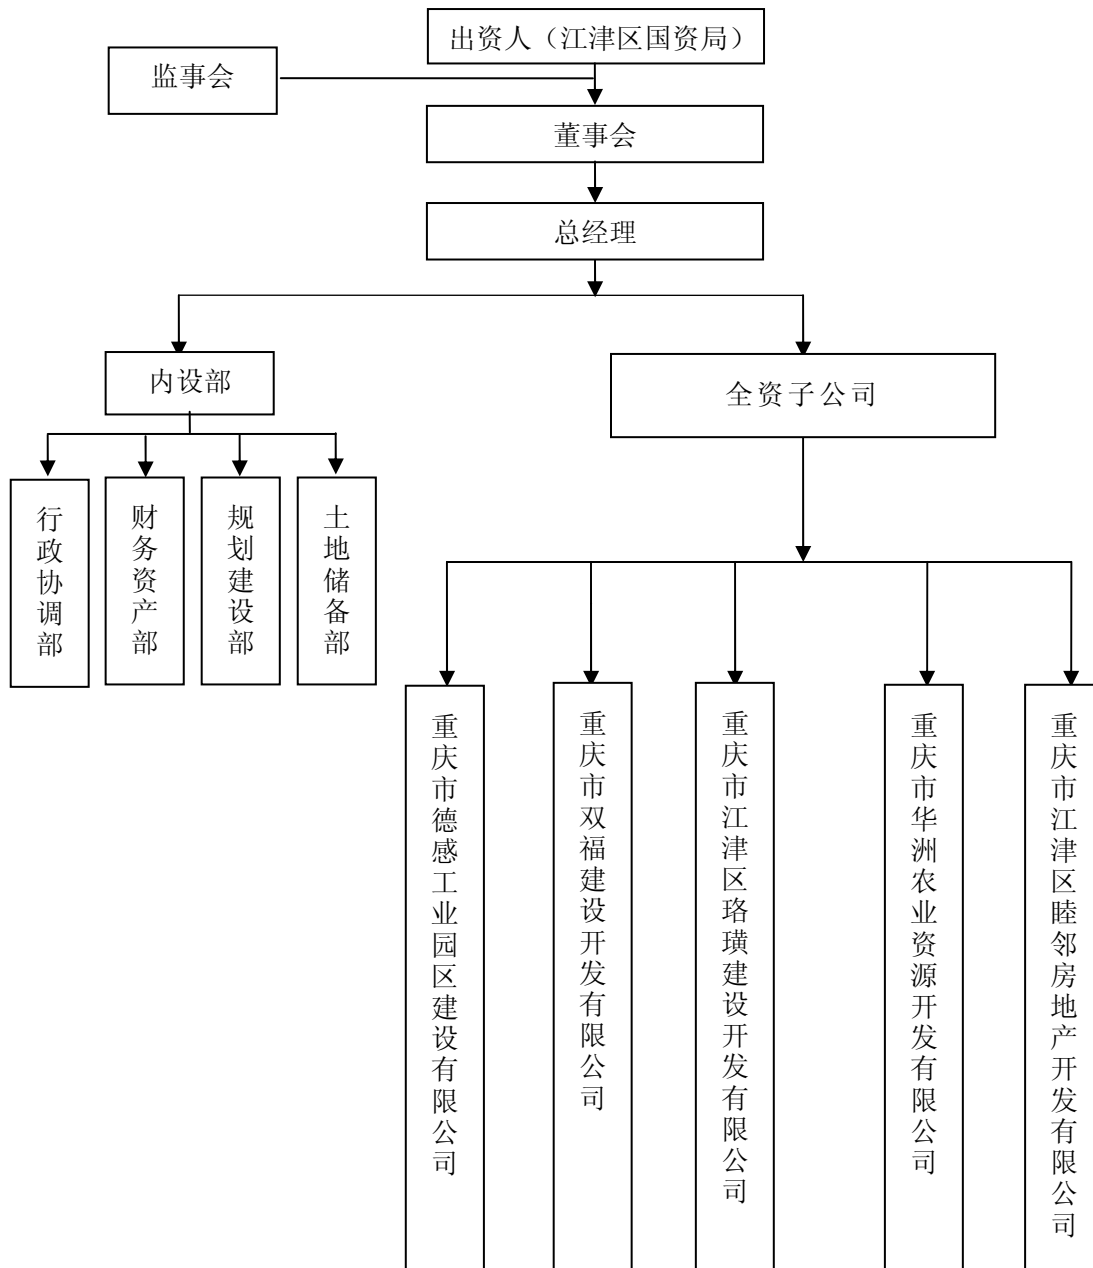 出资人（江津区国资局）
监事会
董事会
总经理
内设部
全资子公司
行政协调部
财务资产部
规划建设部
土地储备部
重庆市德感工业园区建设有限公司
重庆市双福建设开发有限公司
重庆市江津区珞璜建设开发有限公司
重庆市华洲农业资源开发有限公司
重庆市江津区睦邻房地产开发有限公司